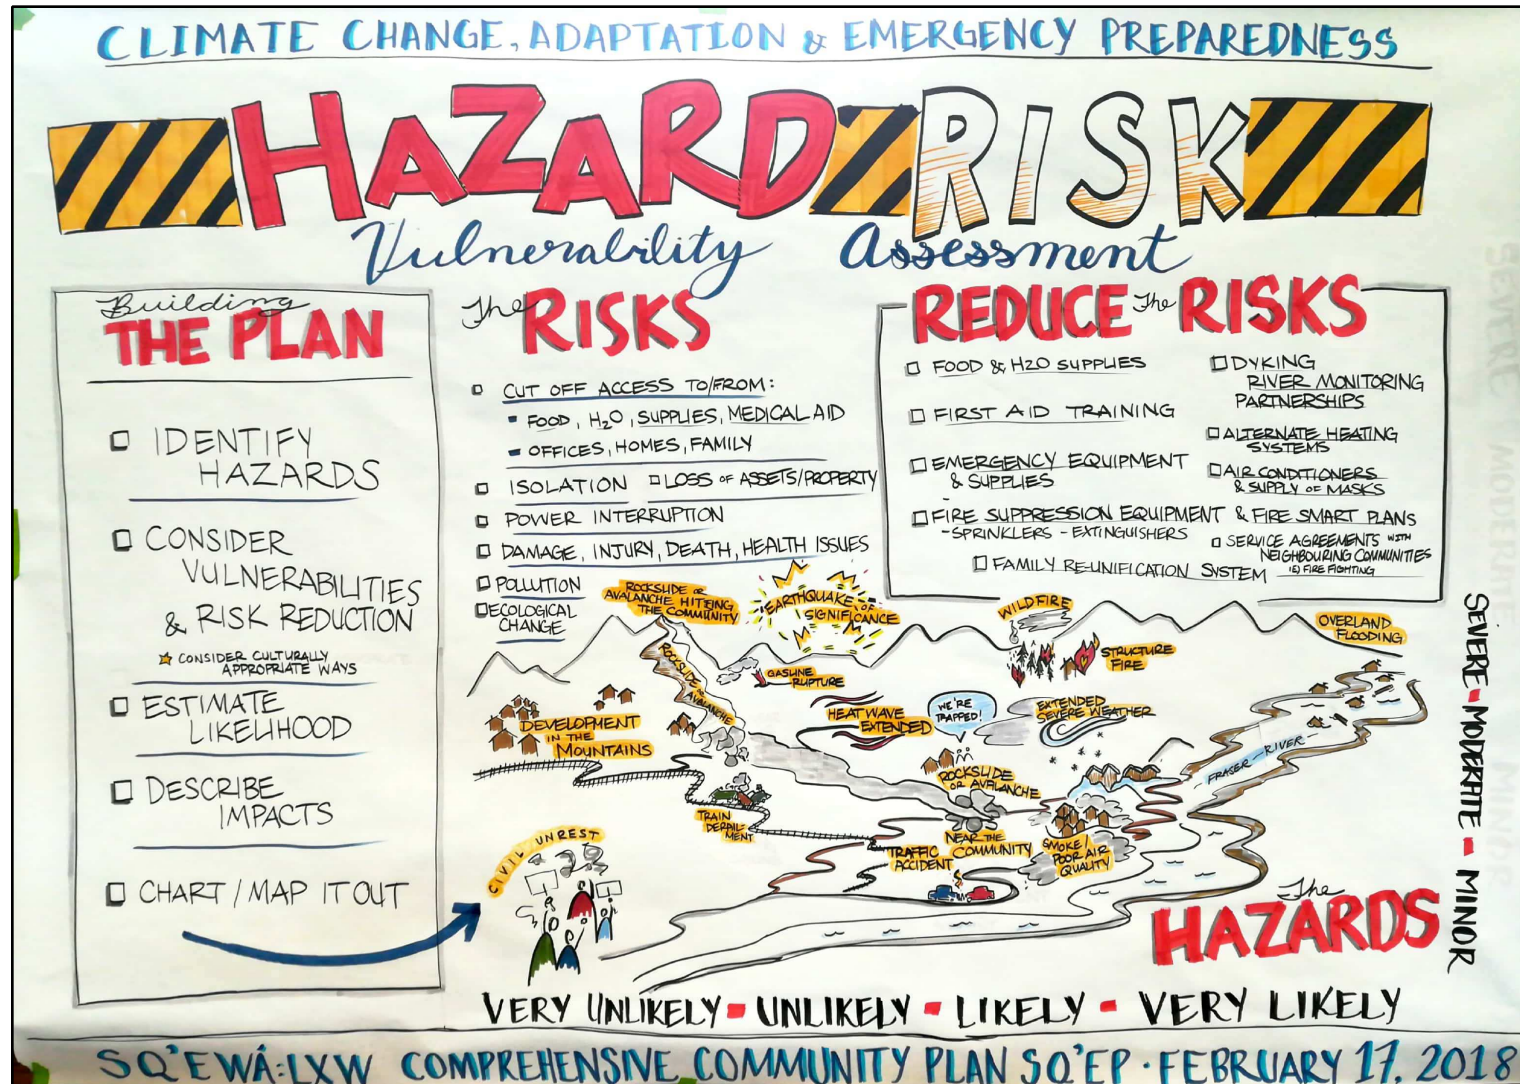 CLIMATE CHANGE, ADAPTATION & EMERGENCY PREPAREDNESS
HAZARD RISK
Vulnerability Assessment
Building
THE PLAN
☐ IDENTIFY
HAZARDS
☐ CONSIDER
VULNERABILITIES
& RISK REDUCTION
☆ CONSIDER CULTURALLY
APPROPRIATE WAYS
☐ ESTIMATE
LIKELIHOOD
☐ DESCRIBE
IMPACTS
☐ CHART / MAP IT OUT
The RISKS
☐ CUT OFF ACCESS TO/FROM:
- FOOD, H2O, SUPPLIES, MEDICAL AID
- OFFICES, HOMES, FAMILY
☐ ISOLATION ☐ LOSS OF ASSETS/PROPERTY
☐ POWER INTERRUPTION
☐ DAMAGE, INJURY, DEATH, HEALTH ISSUES
☐ POLLUTION
☐ ECOLOGICAL
CHANGE
REDUCE The RISKS
☐ FOOD & H2O SUPPLIES
☐ FIRST AID TRAINING
☐ EMERGENCY EQUIPMENT
& SUPPLIES
☐ DYKING
RIVER MONITORING
PARTNERSHIPS
☐ ALTERNATE HEATING
SYSTEMS
☐ AIR CONDITIONERS
& SUPPLY OF MASKS
☐ FIRE SUPPRESSION EQUIPMENT & FIRE SMART PLANS
- SPRINKLERS - EXTINGUISHERS
☐ SERVICE AGREEMENTS WITH
NEIGHBOURING COMMUNITIES
IE) FIRE FIGHTING
☐ FAMILY RE-UNIFICATION SYSTEM
ROCKSLIDE OR
AVALANCHE HITEING
THE COMMUNITY
EARTHQUAKE OF
SIGNIFICANCE
WILDFIRE
OVERLAND
FLOODING
STRUCTURE
FIRE
ROCKSLIDE OR
AVALANCHE
GASLINE
RUPTURE
HEAT WAVE
EXTENDED
WE'RE
TRAPPED!
EXTENDED
SEVERE WEATHER
DEVELOPMENT
IN THE
MOUNTAINS
FRASER RIVER
ROCKSLIDE
OR AVALANCHE
NEAR THE
COMMUNITY
TRAIN
DERAIL-
MENT
TRAFFIC
ACCIDENT
SMOKE/
POOR AIR
QUALITY
CIVIL UNREST
The
HAZARDS
SEVERE - MODERATE - MINOR
VERY UNLIKELY - UNLIKELY - LIKELY - VERY LIKELY
SQ'EWÁ:LXW COMPREHENSIVE COMMUNITY PLAN SQ'EP · FEBRUARY 17. 2018